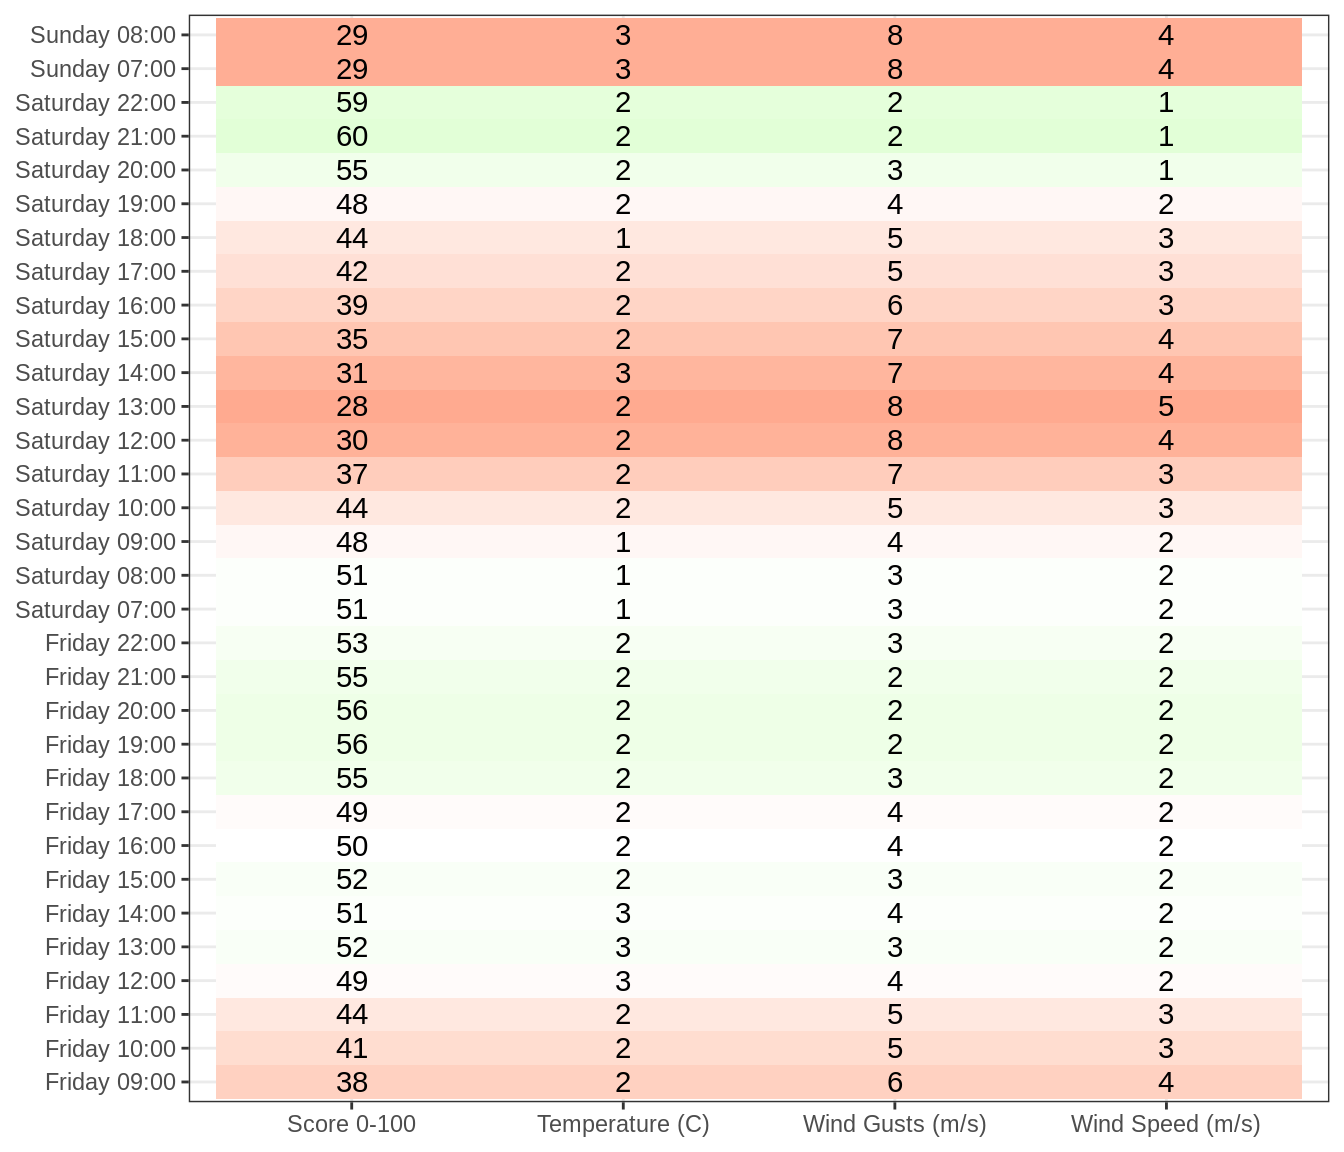 Sunday 08:00 29 3 8 4
Sunday 07:00 29 3 8 4
Saturday 22:00 59 2 2 1
Saturday 21:00 60 2 2 1
Saturday 20:00 55 2 3 1
Saturday 19:00 48 2 4 2
Saturday 18:00 44 1 5 3
Saturday 17:00 42 2 5 3
Saturday 16:00 39 2 6 3
Saturday 15:00 35 2 7 4
Saturday 14:00 31 3 7 4
Saturday 13:00 28 2 8 5
Saturday 12:00 30 2 8 4
Saturday 11:00 37 2 7 3
Saturday 10:00 44 2 5 3
Saturday 09:00 48 1 4 2
Saturday 08:00 51 1 3 2
Saturday 07:00 51 1 3 2
Friday 22:00 53 2 3 2
Friday 21:00 55 2 2 2
Friday 20:00 56 2 2 2
Friday 19:00 56 2 2 2
Friday 18:00 55 2 3 2
Friday 17:00 49 2 4 2
Friday 16:00 50 2 4 2
Friday 15:00 52 2 3 2
Friday 14:00 51 3 4 2
Friday 13:00 52 3 3 2
Friday 12:00 49 3 4 2
Friday 11:00 44 2 5 3
Friday 10:00 41 2 5 3
Friday 09:00 38 2 6 4
Score 0-100 Temperature (C) Wind Gusts (m/s) Wind Speed (m/s)